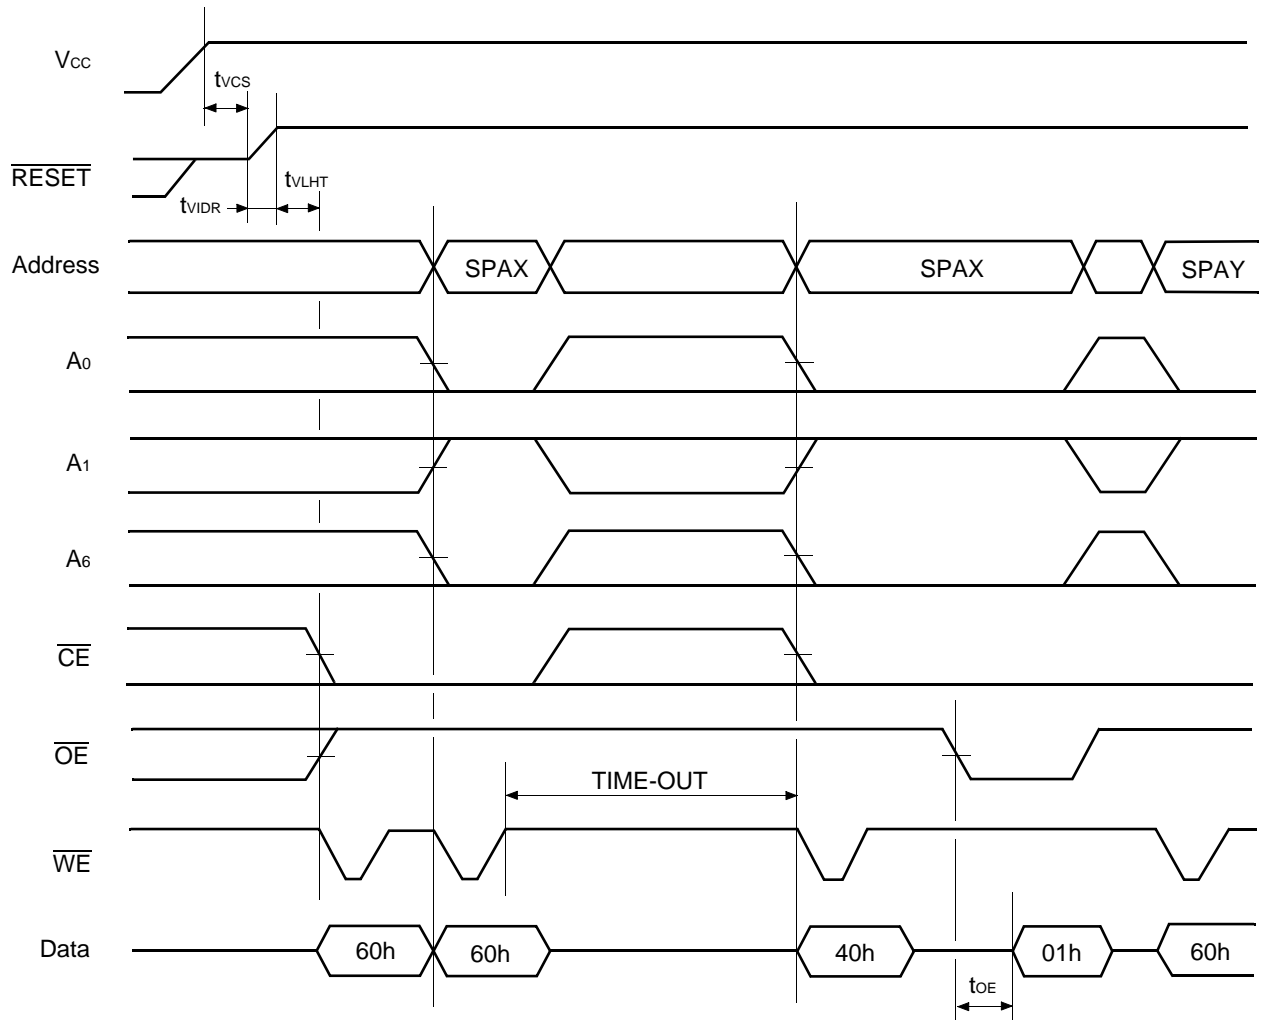 VCC
tVCS
RESET
tVLHT
tVIDR
Address SPAX SPAX SPAY
A0
A1
A6
CE
OE
TIME-OUT
WE
Data 60h 60h 40h 01h 60h
tOE